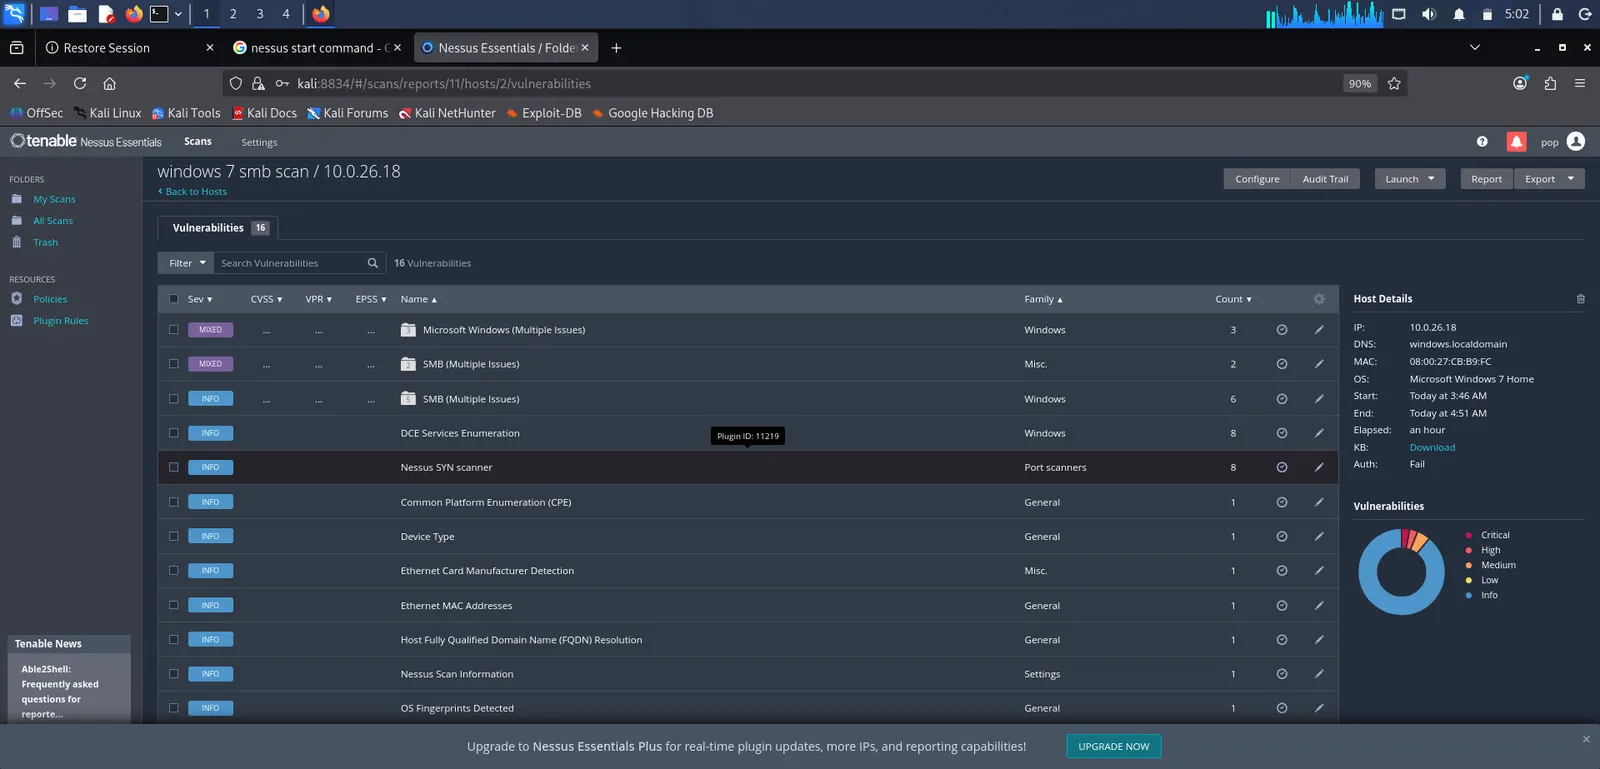 1 2 3 4 5:02
Restore Session × nessus start command - G × Nessus Essentials / Folde × +
kali:8834/#/scans/reports/11/hosts/2/vulnerabilities 90%
OffSec Kali Linux Kali Tools Kali Docs Kali Forums Kali NetHunter Exploit-DB Google Hacking DB
tenable Nessus Essentials Scans Settings pop
windows 7 smb scan / 10.0.26.18
Back to Hosts
Configure Audit Trail Launch Report Export
FOLDERS
My Scans
All Scans
Trash
RESOURCES
Policies
Plugin Rules
Vulnerabilities 16
Filter Search Vulnerabilities 16 Vulnerabilities
Sev CVSS VPR EPSS Name Family Count
MIXED ... ... ... 3 Microsoft Windows (Multiple Issues) Windows 3
MIXED ... ... ... 2 SMB (Multiple Issues) Misc. 2
INFO ... ... ... 5 SMB (Multiple Issues) Windows 6
INFO DCE Services Enumeration Windows 8
Plugin ID: 11219
INFO Nessus SYN scanner Port scanners 8
INFO Common Platform Enumeration (CPE) General 1
INFO Device Type General 1
INFO Ethernet Card Manufacturer Detection Misc. 1
INFO Ethernet MAC Addresses General 1
INFO Host Fully Qualified Domain Name (FQDN) Resolution General 1
INFO Nessus Scan Information Settings 1
INFO OS Fingerprints Detected General 1
Host Details
IP: 10.0.26.18
DNS: windows.localdomain
MAC: 08:00:27:CB:B9:FC
OS: Microsoft Windows 7 Home
Start: Today at 3:46 AM
End: Today at 4:51 AM
Elapsed: an hour
KB: Download
Auth: Fail
Vulnerabilities
Critical
High
Medium
Low
Info
Tenable News
Able2Shell:
Frequently asked
questions for
reporte...
Upgrade to Nessus Essentials Plus for real-time plugin updates, more IPs, and reporting capabilities! UPGRADE NOW